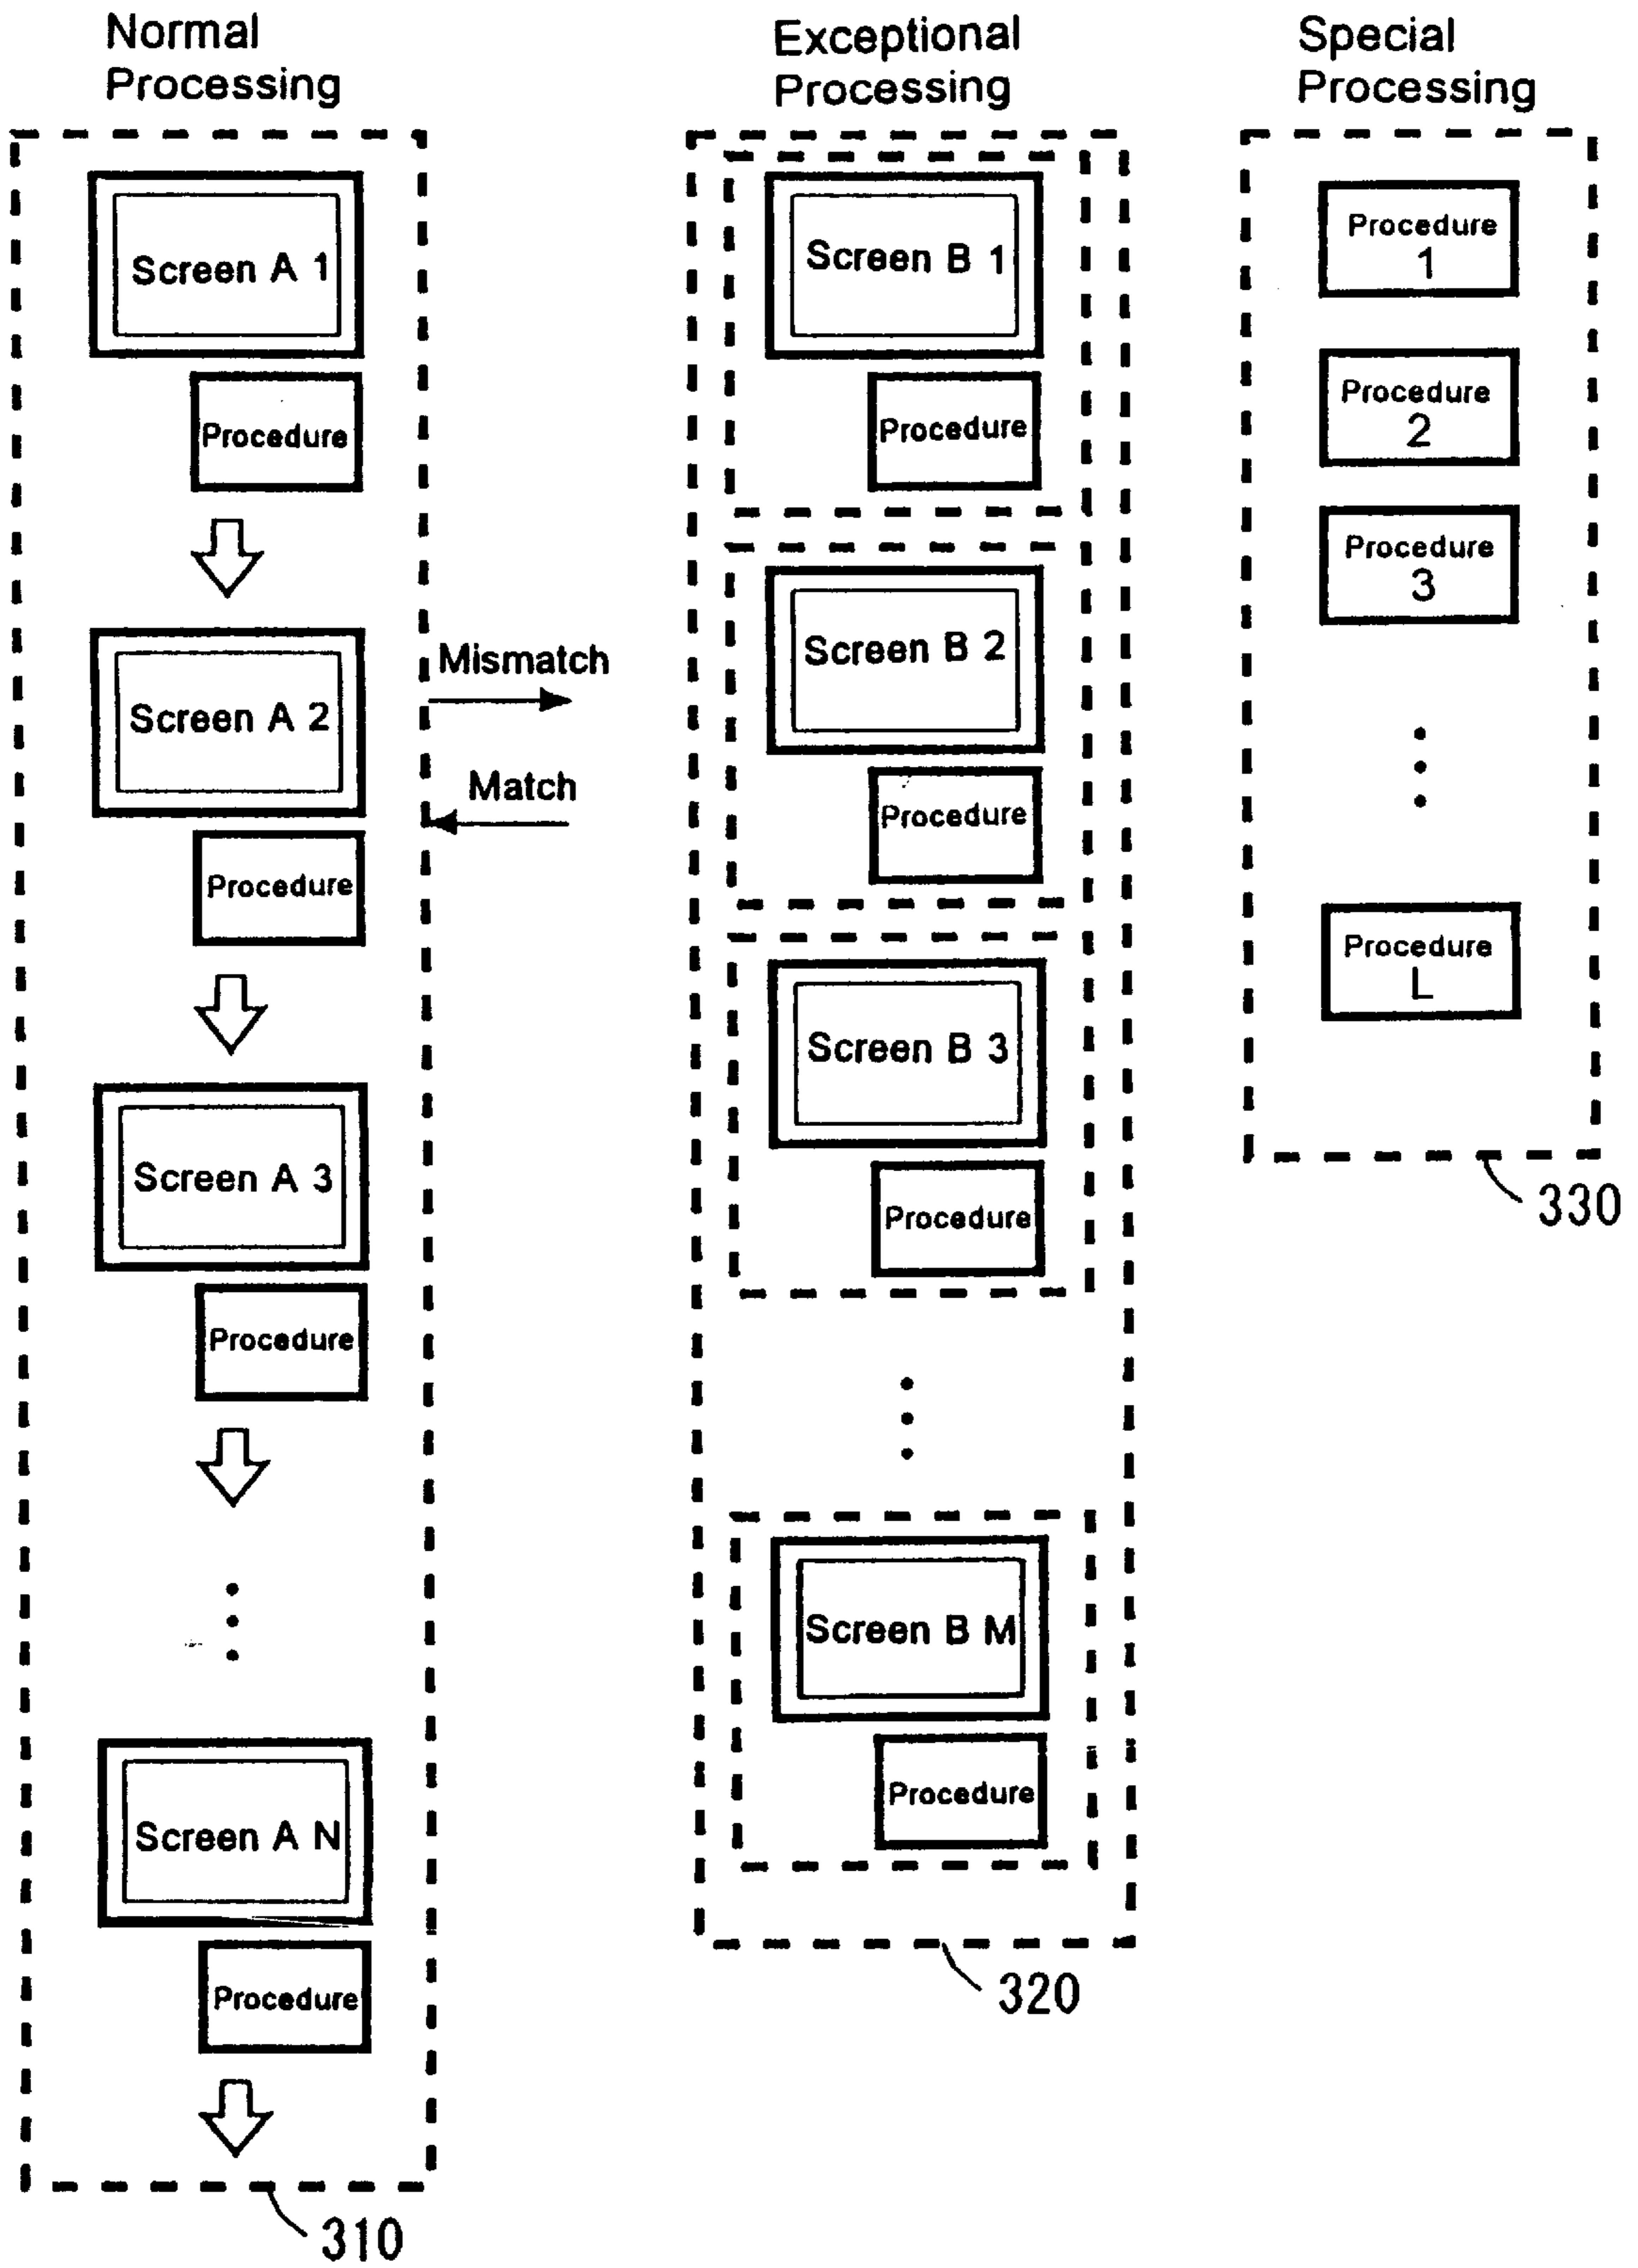 Normal
Processing
Screen A 1
Procedure
Screen A 2
Procedure
Screen A 3
Procedure
Screen A N
Procedure
310
Mismatch
Match
Exceptional
Processing
Screen B 1
Procedure
Screen B 2
Procedure
Screen B 3
Procedure
Screen B M
Procedure
320
Special
Processing
Procedure
1
Procedure
2
Procedure
3
Procedure
L
330